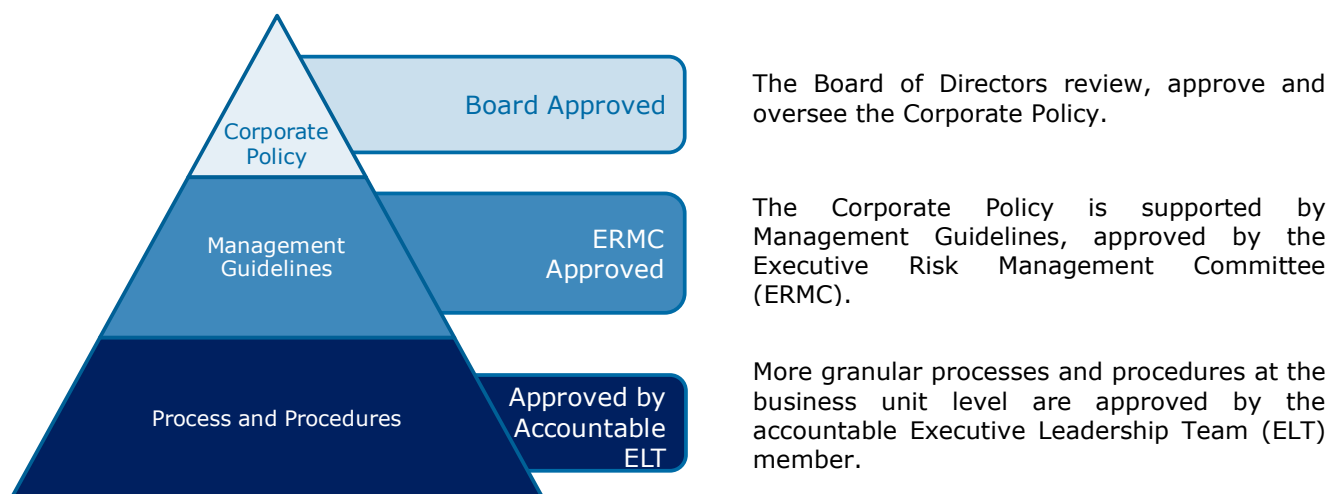 Corporate
Policy
Board Approved
The Board of Directors review, approve and
oversee the Corporate Policy.
Management
Guidelines
ERMC
Approved
The Corporate Policy is supported by
Management Guidelines, approved by the
Executive Risk Management Committee
(ERMC).
Process and Procedures
Approved by
Accountable
ELT
More granular processes and procedures at the
business unit level are approved by the
accountable Executive Leadership Team (ELT)
member.